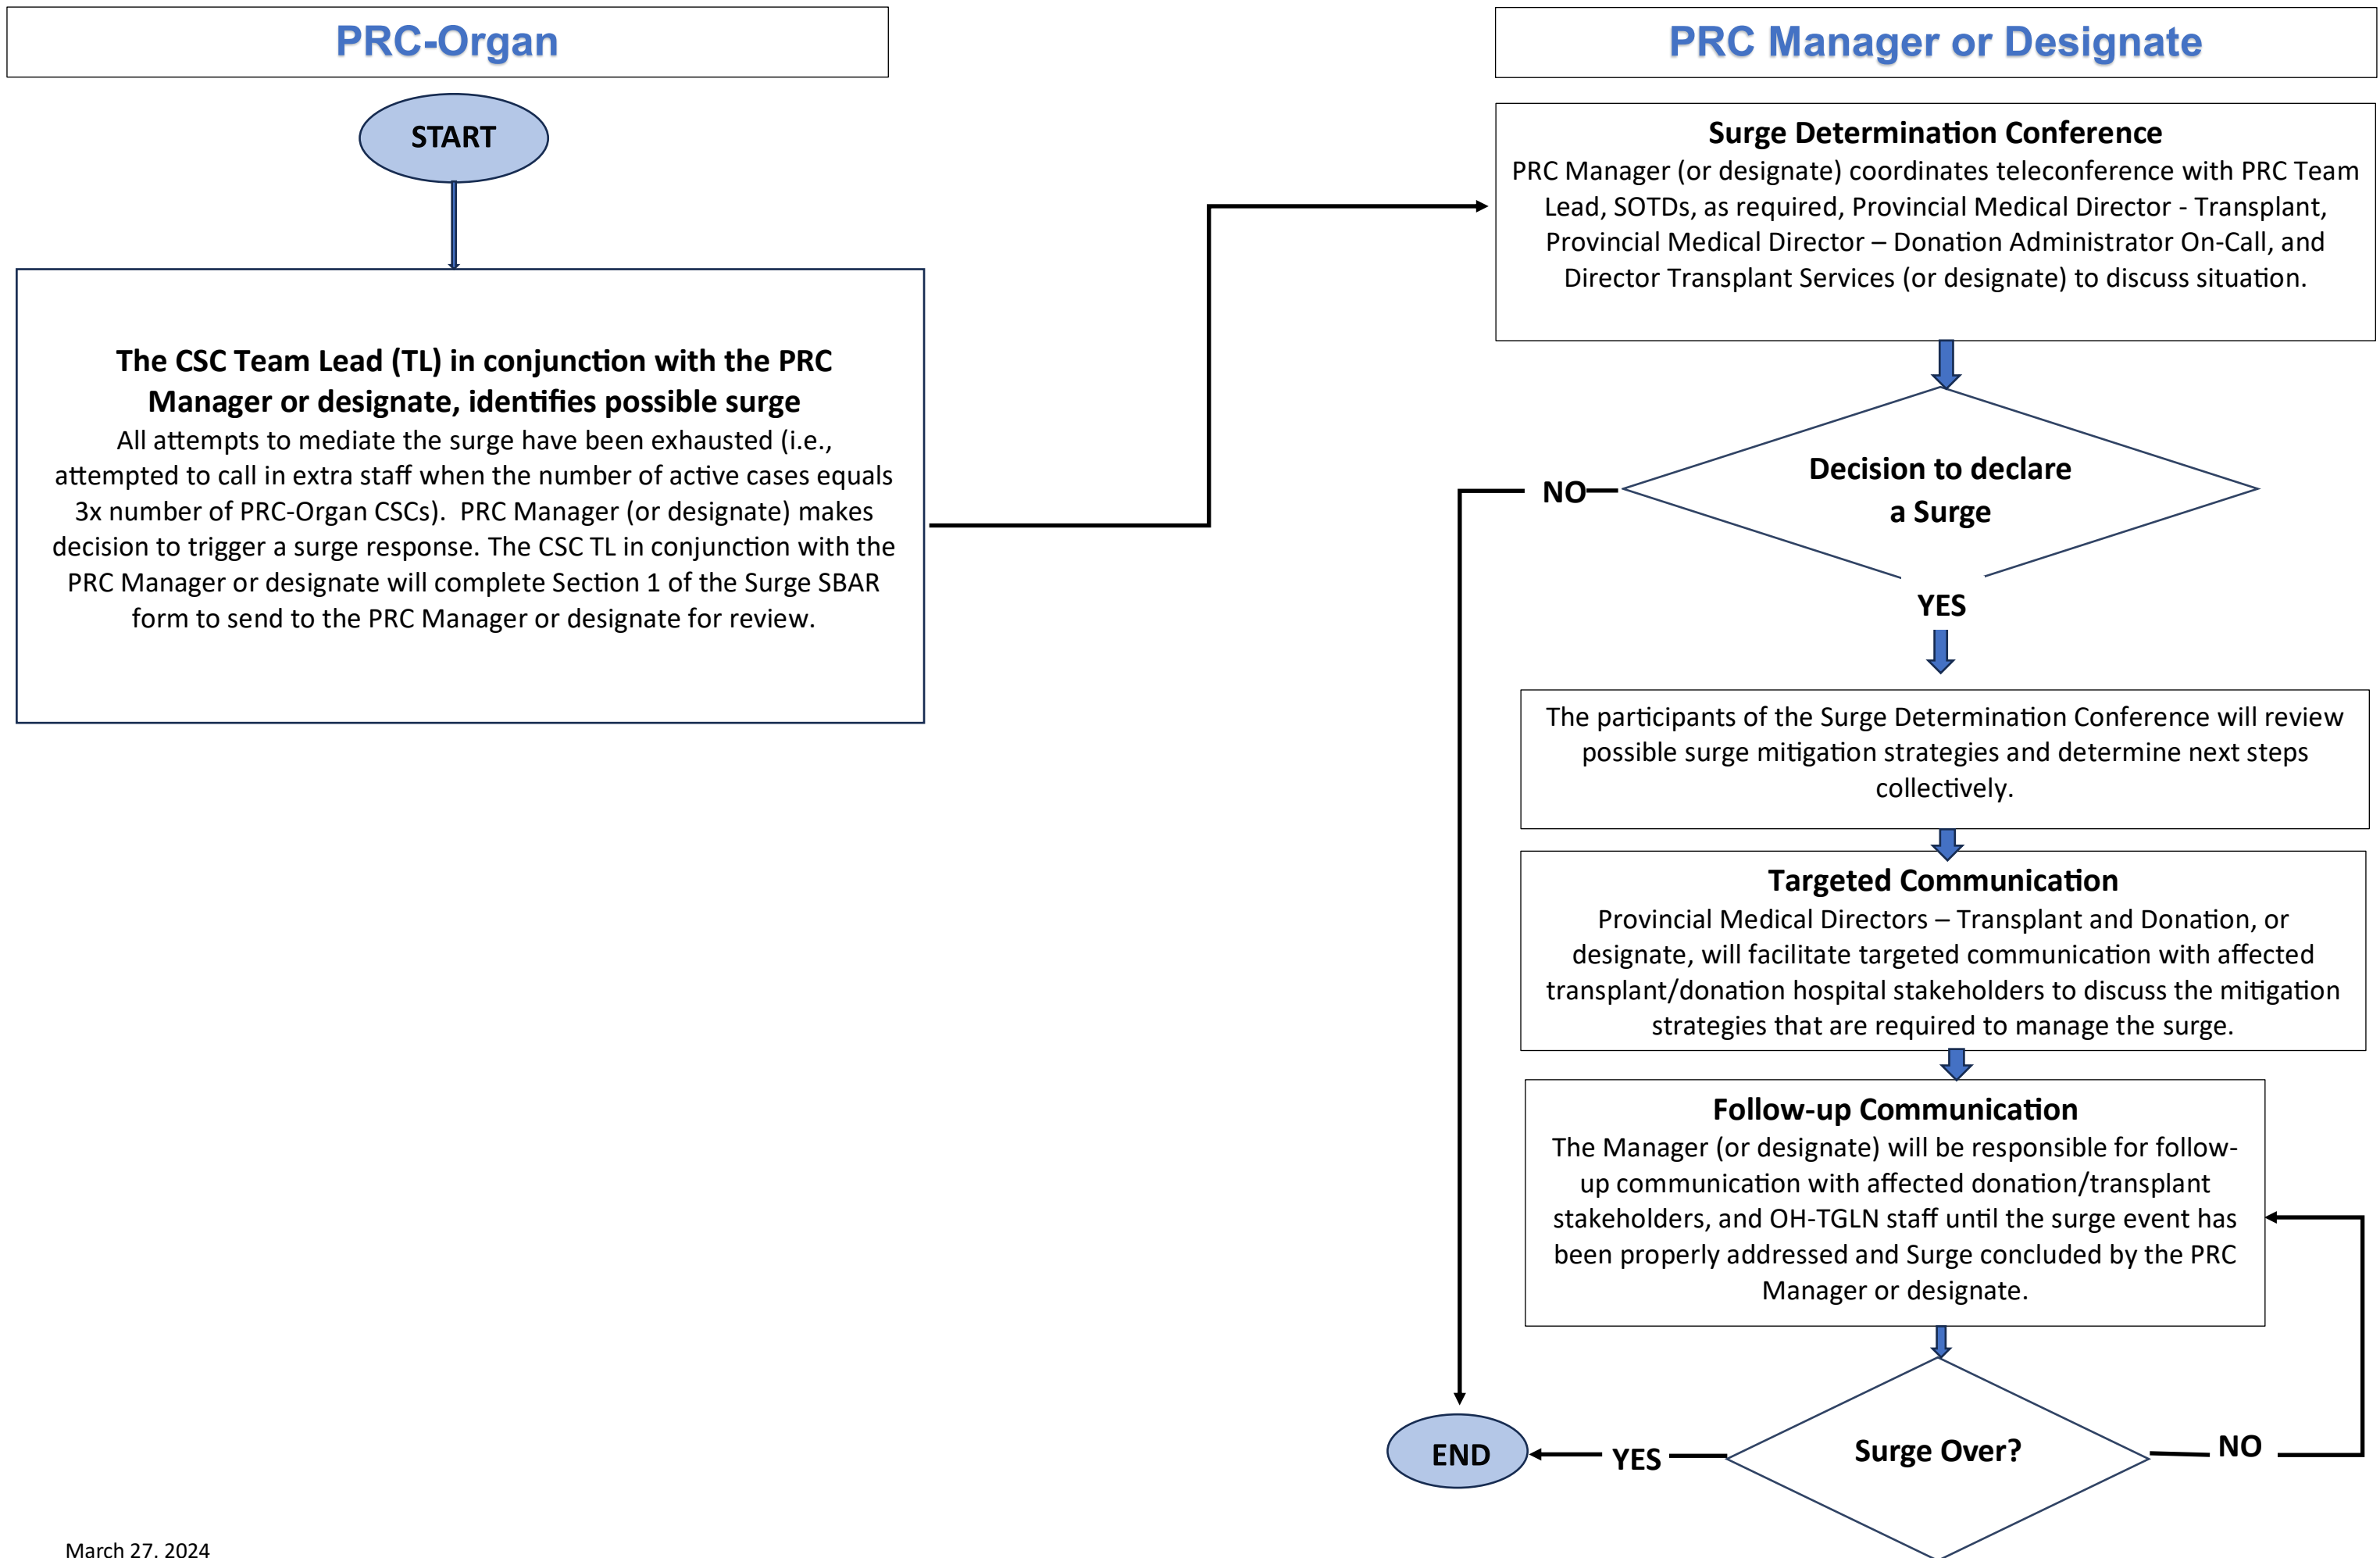 PRC-Organ
START
The CSC Team Lead (TL) in conjunction with the PRC
Manager or designate, identifies possible surge
All attempts to mediate the surge have been exhausted (i.e.,
attempted to call in extra staff when the number of active cases equals
3x number of PRC-Organ CSCs).  PRC Manager (or designate) makes
decision to trigger a surge response. The CSC TL in conjunction with the
PRC Manager or designate will complete Section 1 of the Surge SBAR
form to send to the PRC Manager or designate for review.
PRC Manager or Designate
Surge Determination Conference
PRC Manager (or designate) coordinates teleconference with PRC Team
Lead, SOTDs, as required, Provincial Medical Director - Transplant,
Provincial Medical Director – Donation Administrator On-Call, and
Director Transplant Services (or designate) to discuss situation.
Decision to declare
a Surge
NO
YES
The participants of the Surge Determination Conference will review
possible surge mitigation strategies and determine next steps
collectively.
Targeted Communication
Provincial Medical Directors – Transplant and Donation, or
designate, will facilitate targeted communication with affected
transplant/donation hospital stakeholders to discuss the mitigation
strategies that are required to manage the surge.
Follow-up Communication
The Manager (or designate) will be responsible for follow-
up communication with affected donation/transplant
stakeholders, and OH-TGLN staff until the surge event has
been properly addressed and Surge concluded by the PRC
Manager or designate.
Surge Over?
NO
YES
END
March 27, 2024